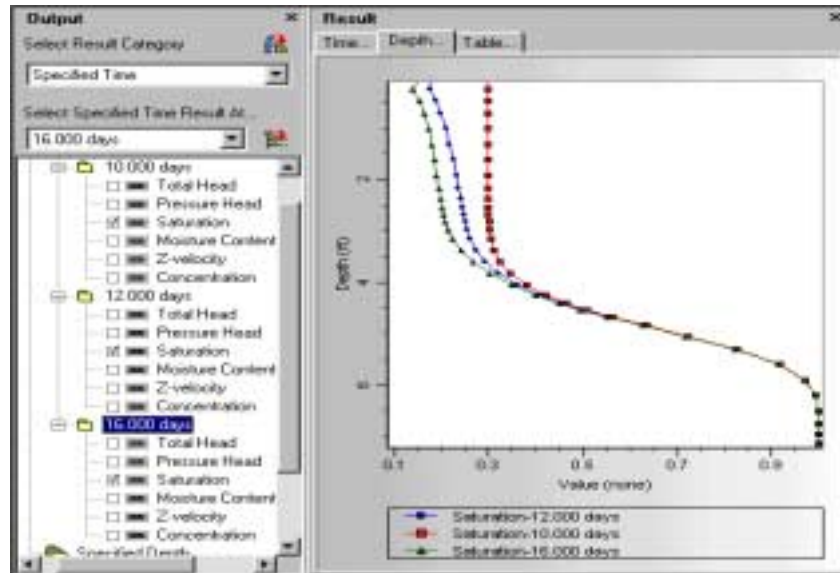 Output
Select Result Category
Specified Time
Select Specified Time Result At...
16.000 days
10.000 days
Total Head
Pressure Head
Saturation
Moisture Content
Z-velocity
Concentration
12.000 days
Total Head
Pressure Head
Saturation
Moisture Content
Z-velocity
Concentration
16.000 days
Total Head
Pressure Head
Saturation
Moisture Content
Z-velocity
Concentration
Specified Depth
Result
Time...
Depth...
Table...
Depth (ft)
2
4
6
0.1
0.3
0.5
0.7
0.9
Value (none)
Saturation-12.000 days
Saturation-10.000 days
Saturation-16.000 days